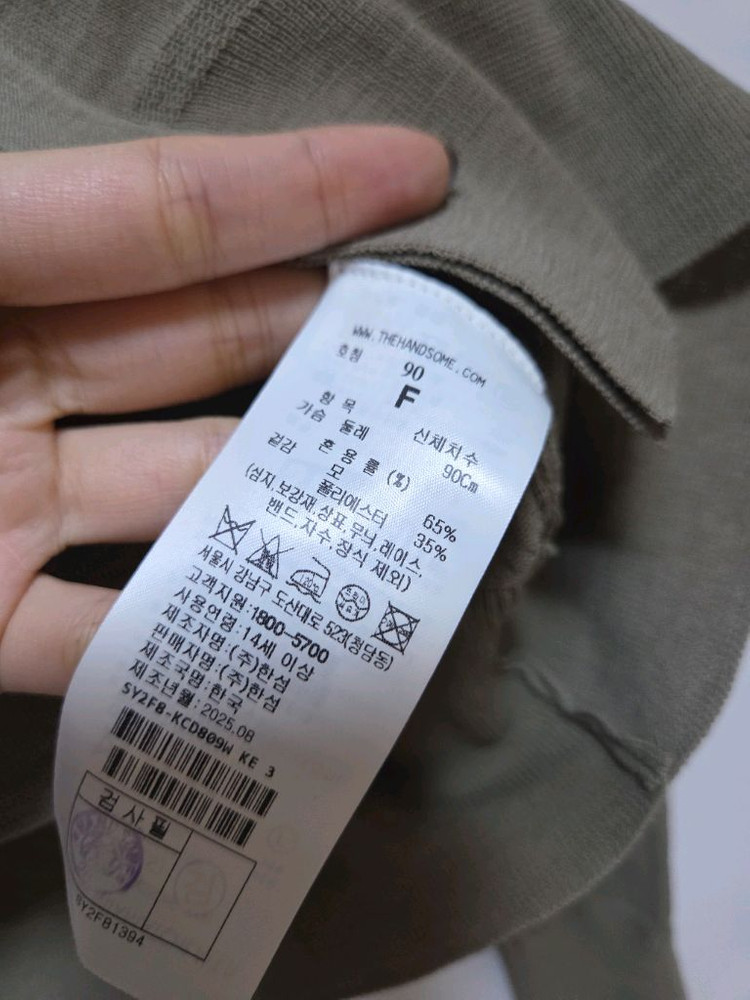 WWW.THEHANDSOME.COM
호칭 90
F
항 목 신체치수
가슴 둘레 90Cm
겉감 혼 용 률 (%)
모 65%
폴리에스터 35%
(심지,보강재,상표,무늬,레이스,
밴드,자수,장식 제외)
서울시 강남구 도산대로 523(청담동)
고객지원:1800-5700
사용연령:14세 이상
제조자명:(주)한섬
판매자명:(주)한섬
제조국명:한국
제조년월:2025.08
SY2FB-KCD809W KE 3
검 사 필
SY2FB1394